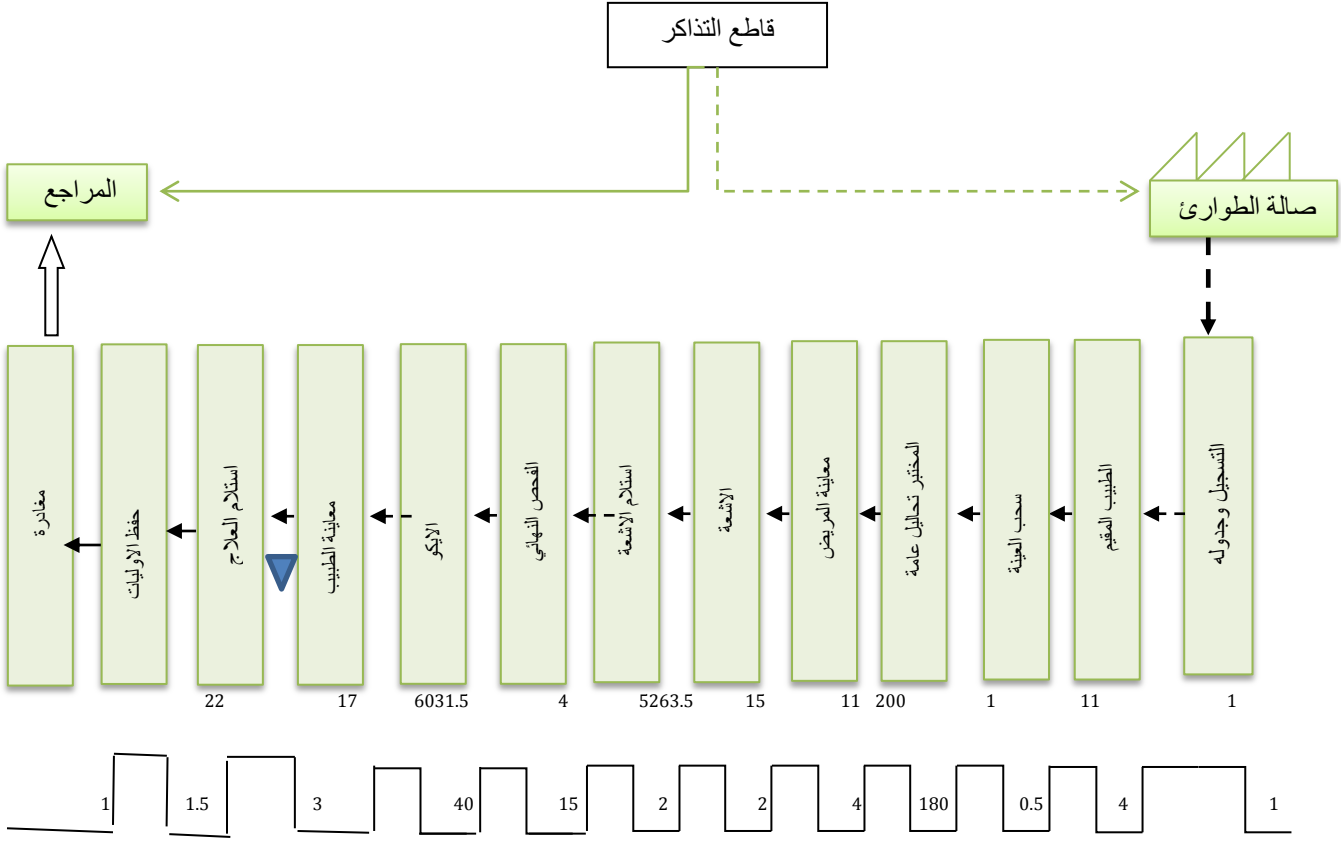 قاطع التذاكر
المراجع
صالة الطوارئ
التسجيل وجدوله
الطبيب المقيم
سحب العينة
المختبر تحاليل عامة
معاينة المريض
الاشعة
استلام الاشعة
الفحص النهائي
الايكو
معاينة الطبيب
استلام العلاج
حفظ الاوليات
مغادرة
22 17 6031.5 4 5263.5 15 11 200 1 11 1
1 1.5 3 40 15 2 2 4 180 0.5 4 1